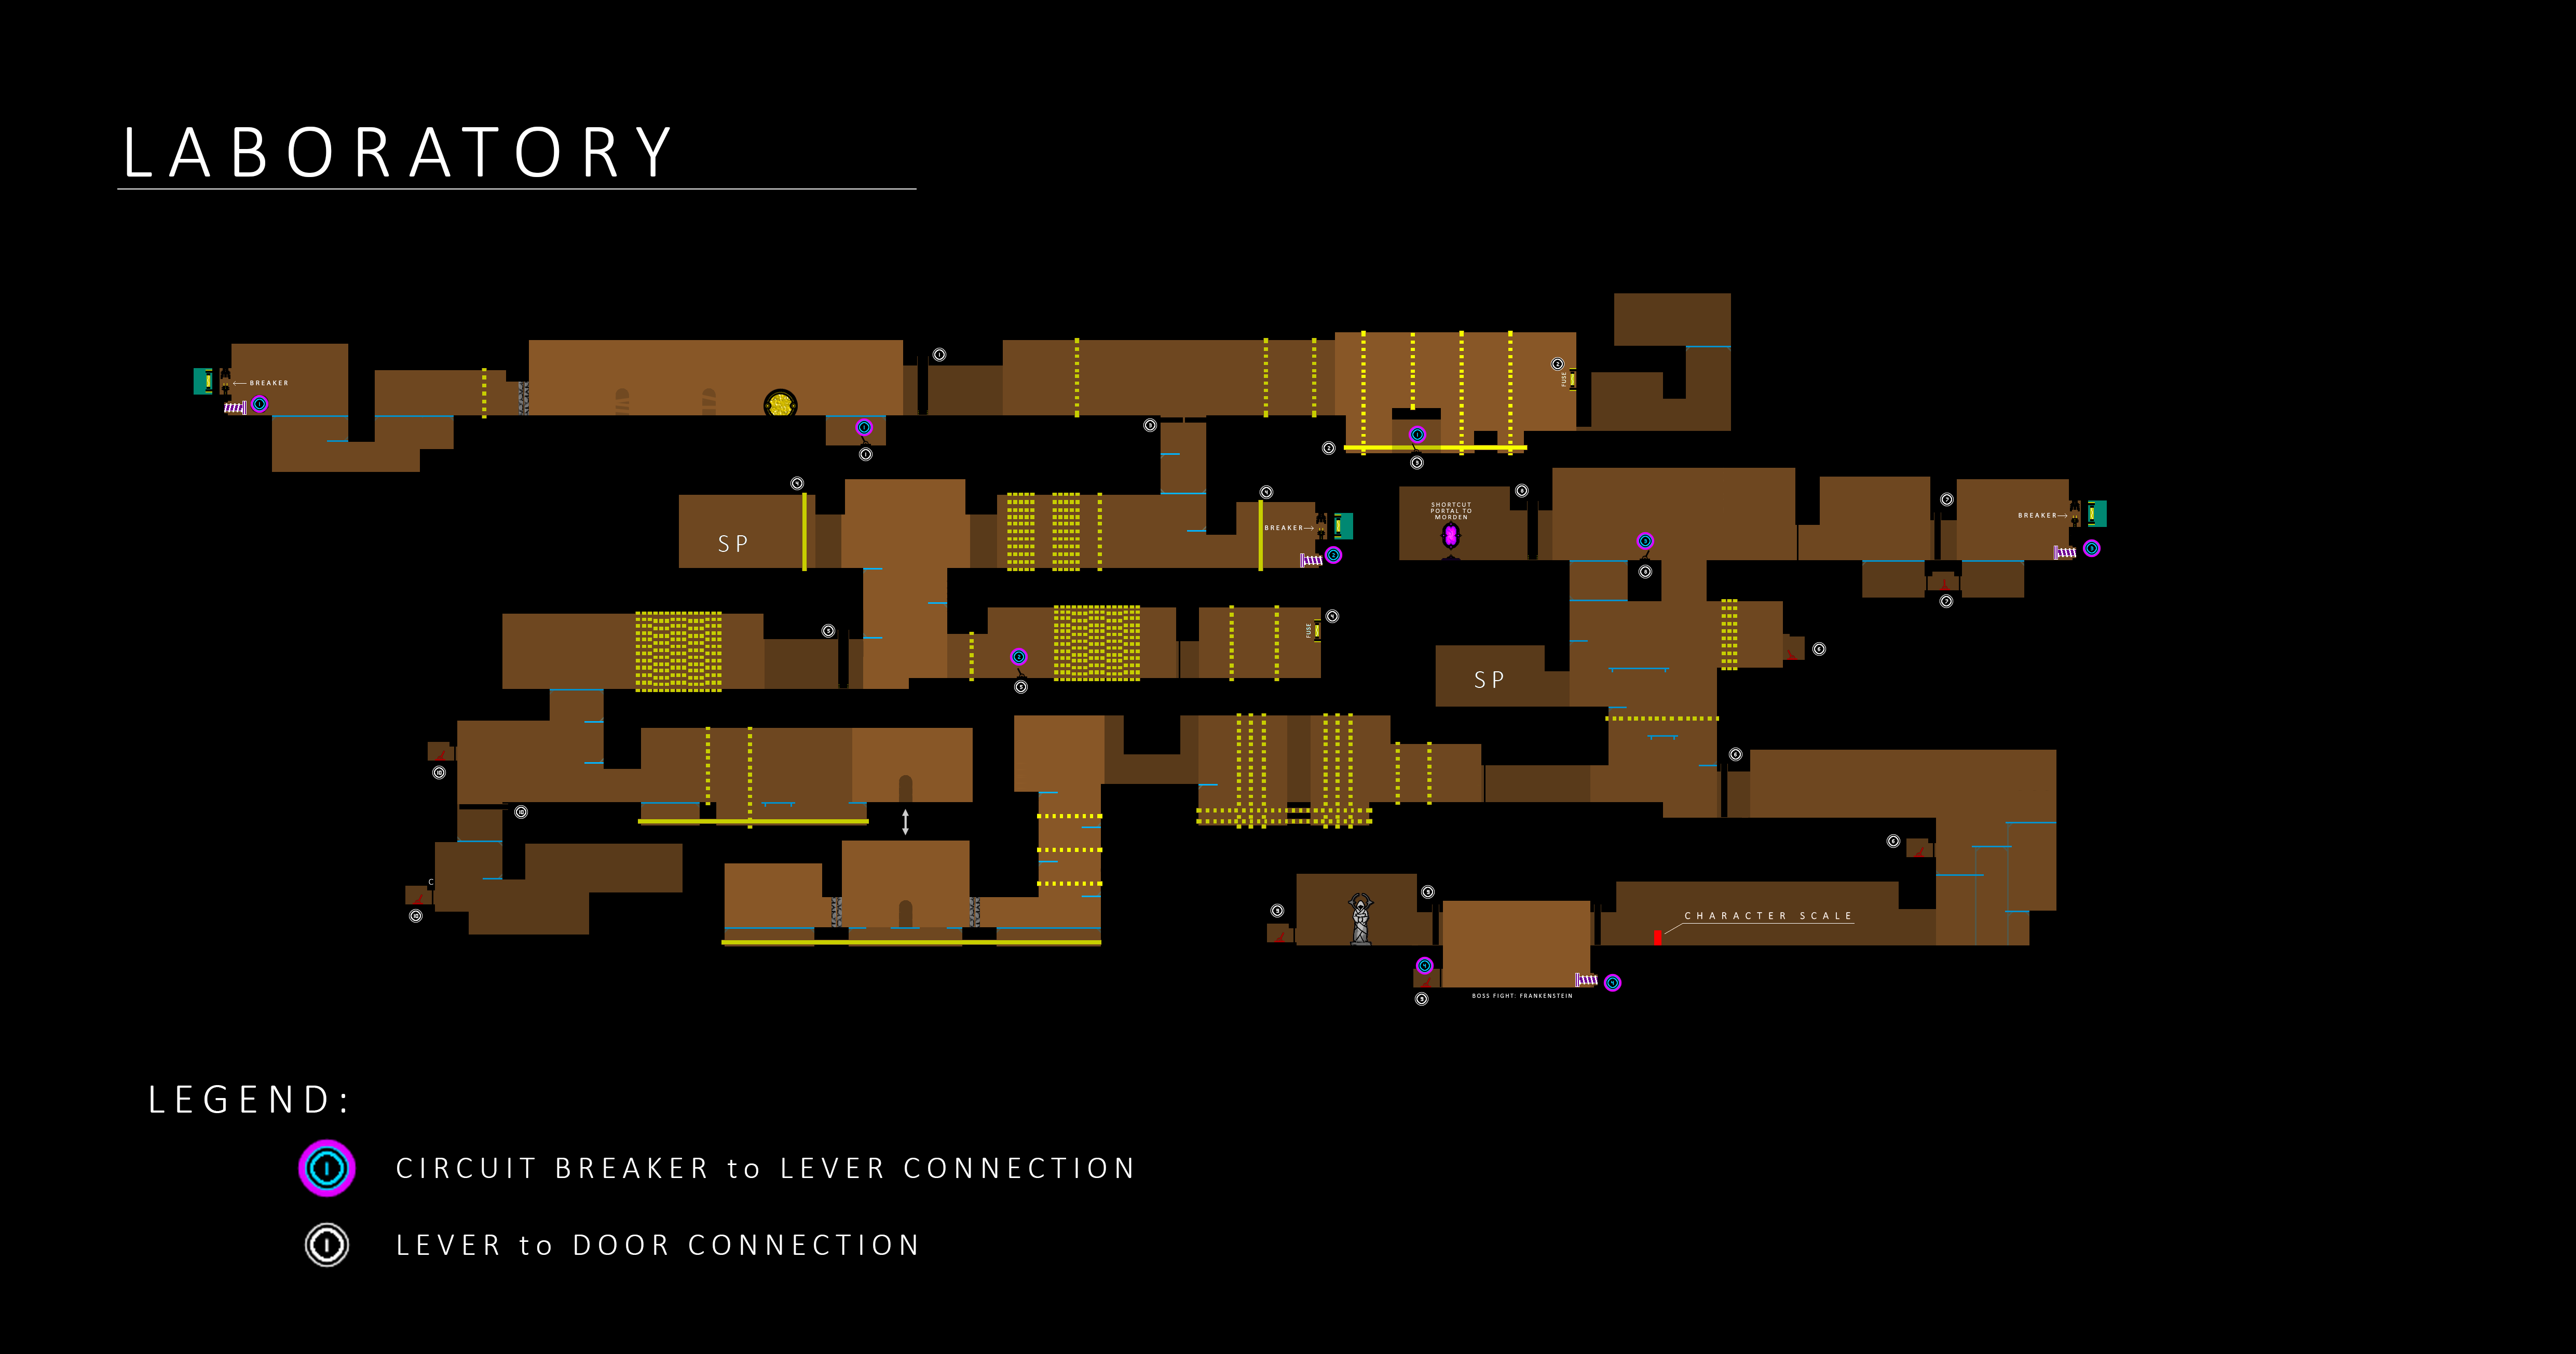 LABORATORY
BREAKER
FUSE
SHORTCUT
PORTAL TO
MORDEN
BREAKER
BREAKER
SP
FUSE
SP
C
CHARACTER SCALE
BOSS FIGHT: FRANKENSTEIN
LEGEND:
CIRCUIT BREAKER to LEVER CONNECTION
LEVER to DOOR CONNECTION